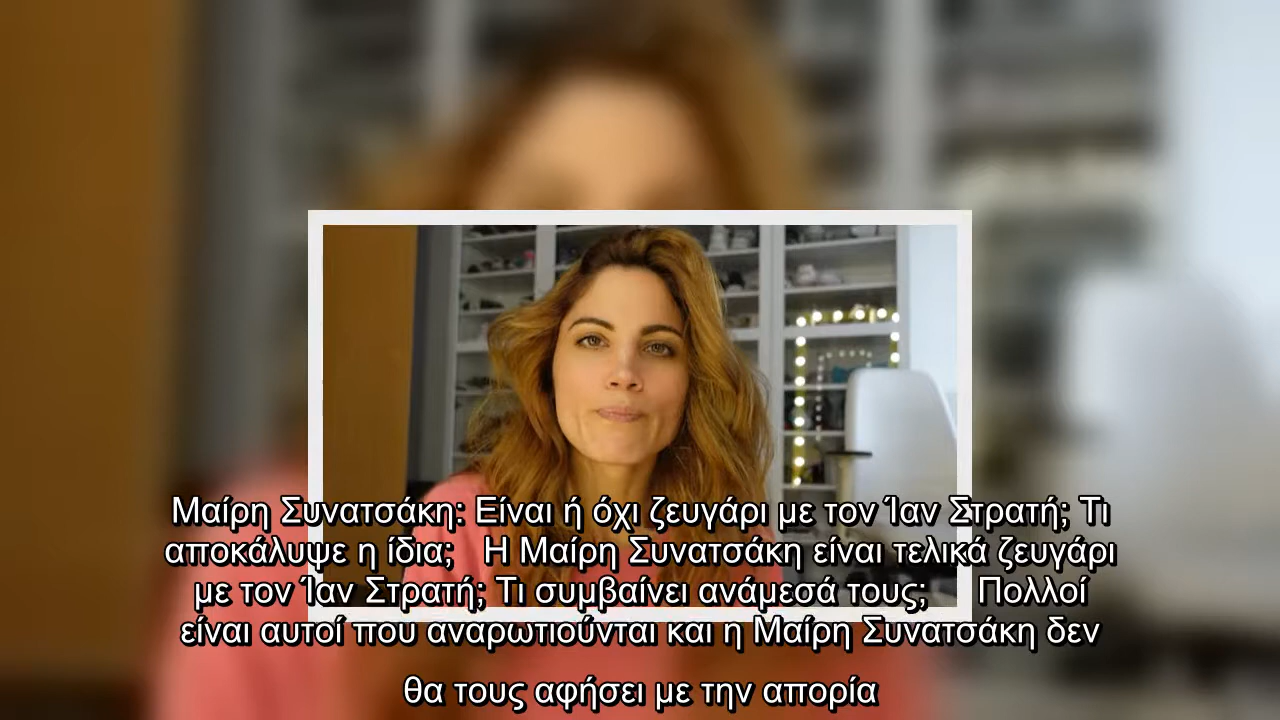 Μαίρη Συνατσάκη: Είναι ή όχι ζευγάρι με τον Ίαν Στρατή; Τι
αποκάλυψε η ίδια; Η Μαίρη Συνατσάκη είναι τελικά ζευγάρι
με τον Ίαν Στρατή; Τι συμβαίνει ανάμεσά τους; Πολλοί
είναι αυτοί που αναρωτιούνται και η Μαίρη Συνατσάκη δεν
θα τους αφήσει με την απορία